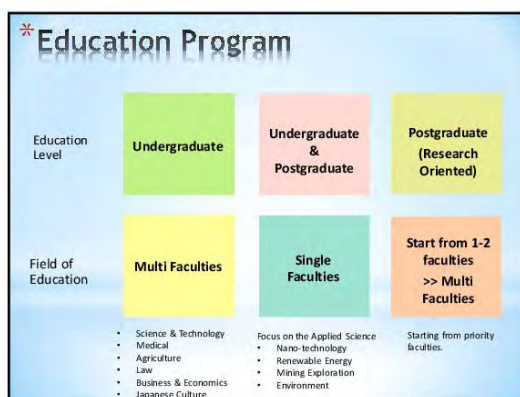 *Education Program
Education
Level
Undergraduate
Undergraduate
&
Postgraduate
Postgraduate
(Research
Oriented)
Field of
Education
Multi Faculties
Single
Faculties
Start from 1-2
faculties
>> Multi
Faculties
• Science & Technology
• Medical
• Agriculture
• Law
• Business & Economics
• Japanese Culture
Focus on the Applied Science
• Nano-technology
• Renewable Energy
• Mining Exploration
• Environment
Starting from priority
faculties.